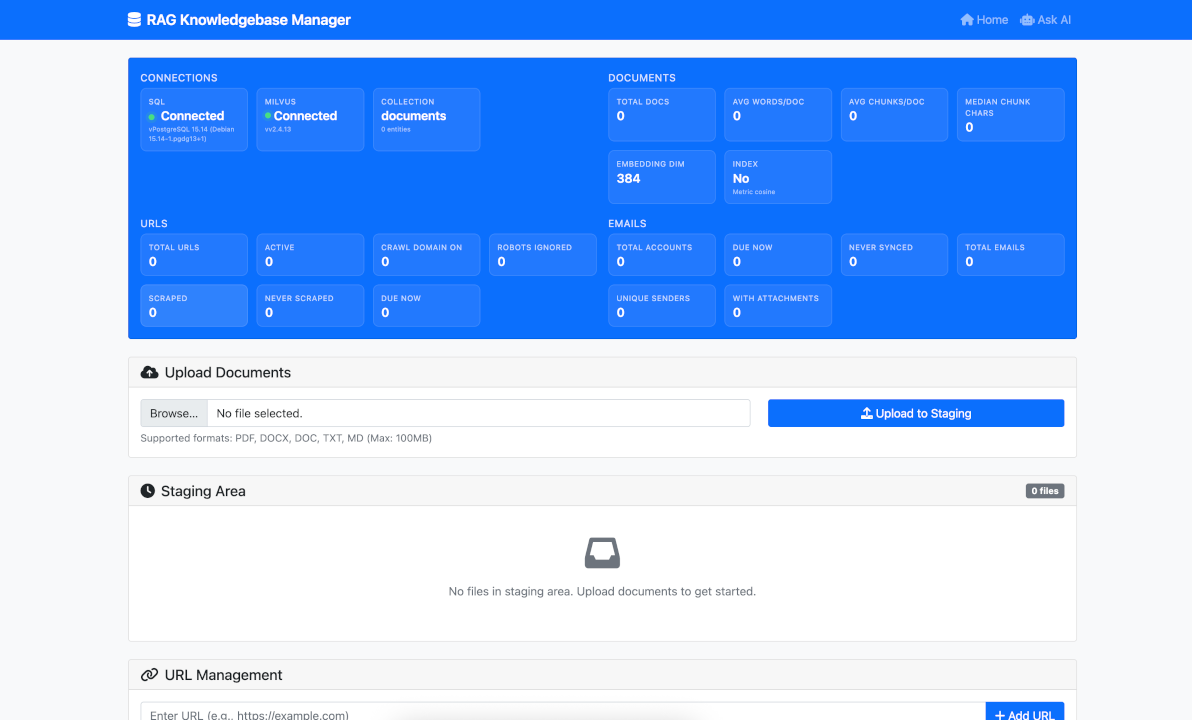 RAG Knowledgebase Manager
Home
Ask AI
CONNECTIONS
SQL
Connected
vPostgreSQL 15.14 (Debian
15.14-1.pgdg13+1)
MILVUS
Connected
vv2.4.13
COLLECTION
documents
0 entities
DOCUMENTS
TOTAL DOCS
0
AVG WORDS/DOC
0
AVG CHUNKS/DOC
0
MEDIAN CHUNK
CHARS
0
EMBEDDING DIM
384
INDEX
No
Metric cosine
URLS
TOTAL URLS
0
ACTIVE
0
CRAWL DOMAIN ON
0
ROBOTS IGNORED
0
SCRAPED
0
NEVER SCRAPED
0
DUE NOW
0
EMAILS
TOTAL ACCOUNTS
0
DUE NOW
0
NEVER SYNCED
0
TOTAL EMAILS
0
UNIQUE SENDERS
0
WITH ATTACHMENTS
0
Upload Documents
Browse... No file selected.
Upload to Staging
Supported formats: PDF, DOCX, DOC, TXT, MD (Max: 100MB)
Staging Area
0 files
No files in staging area. Upload documents to get started.
URL Management
Enter URL (e.g., https://example.com)
+ Add URL